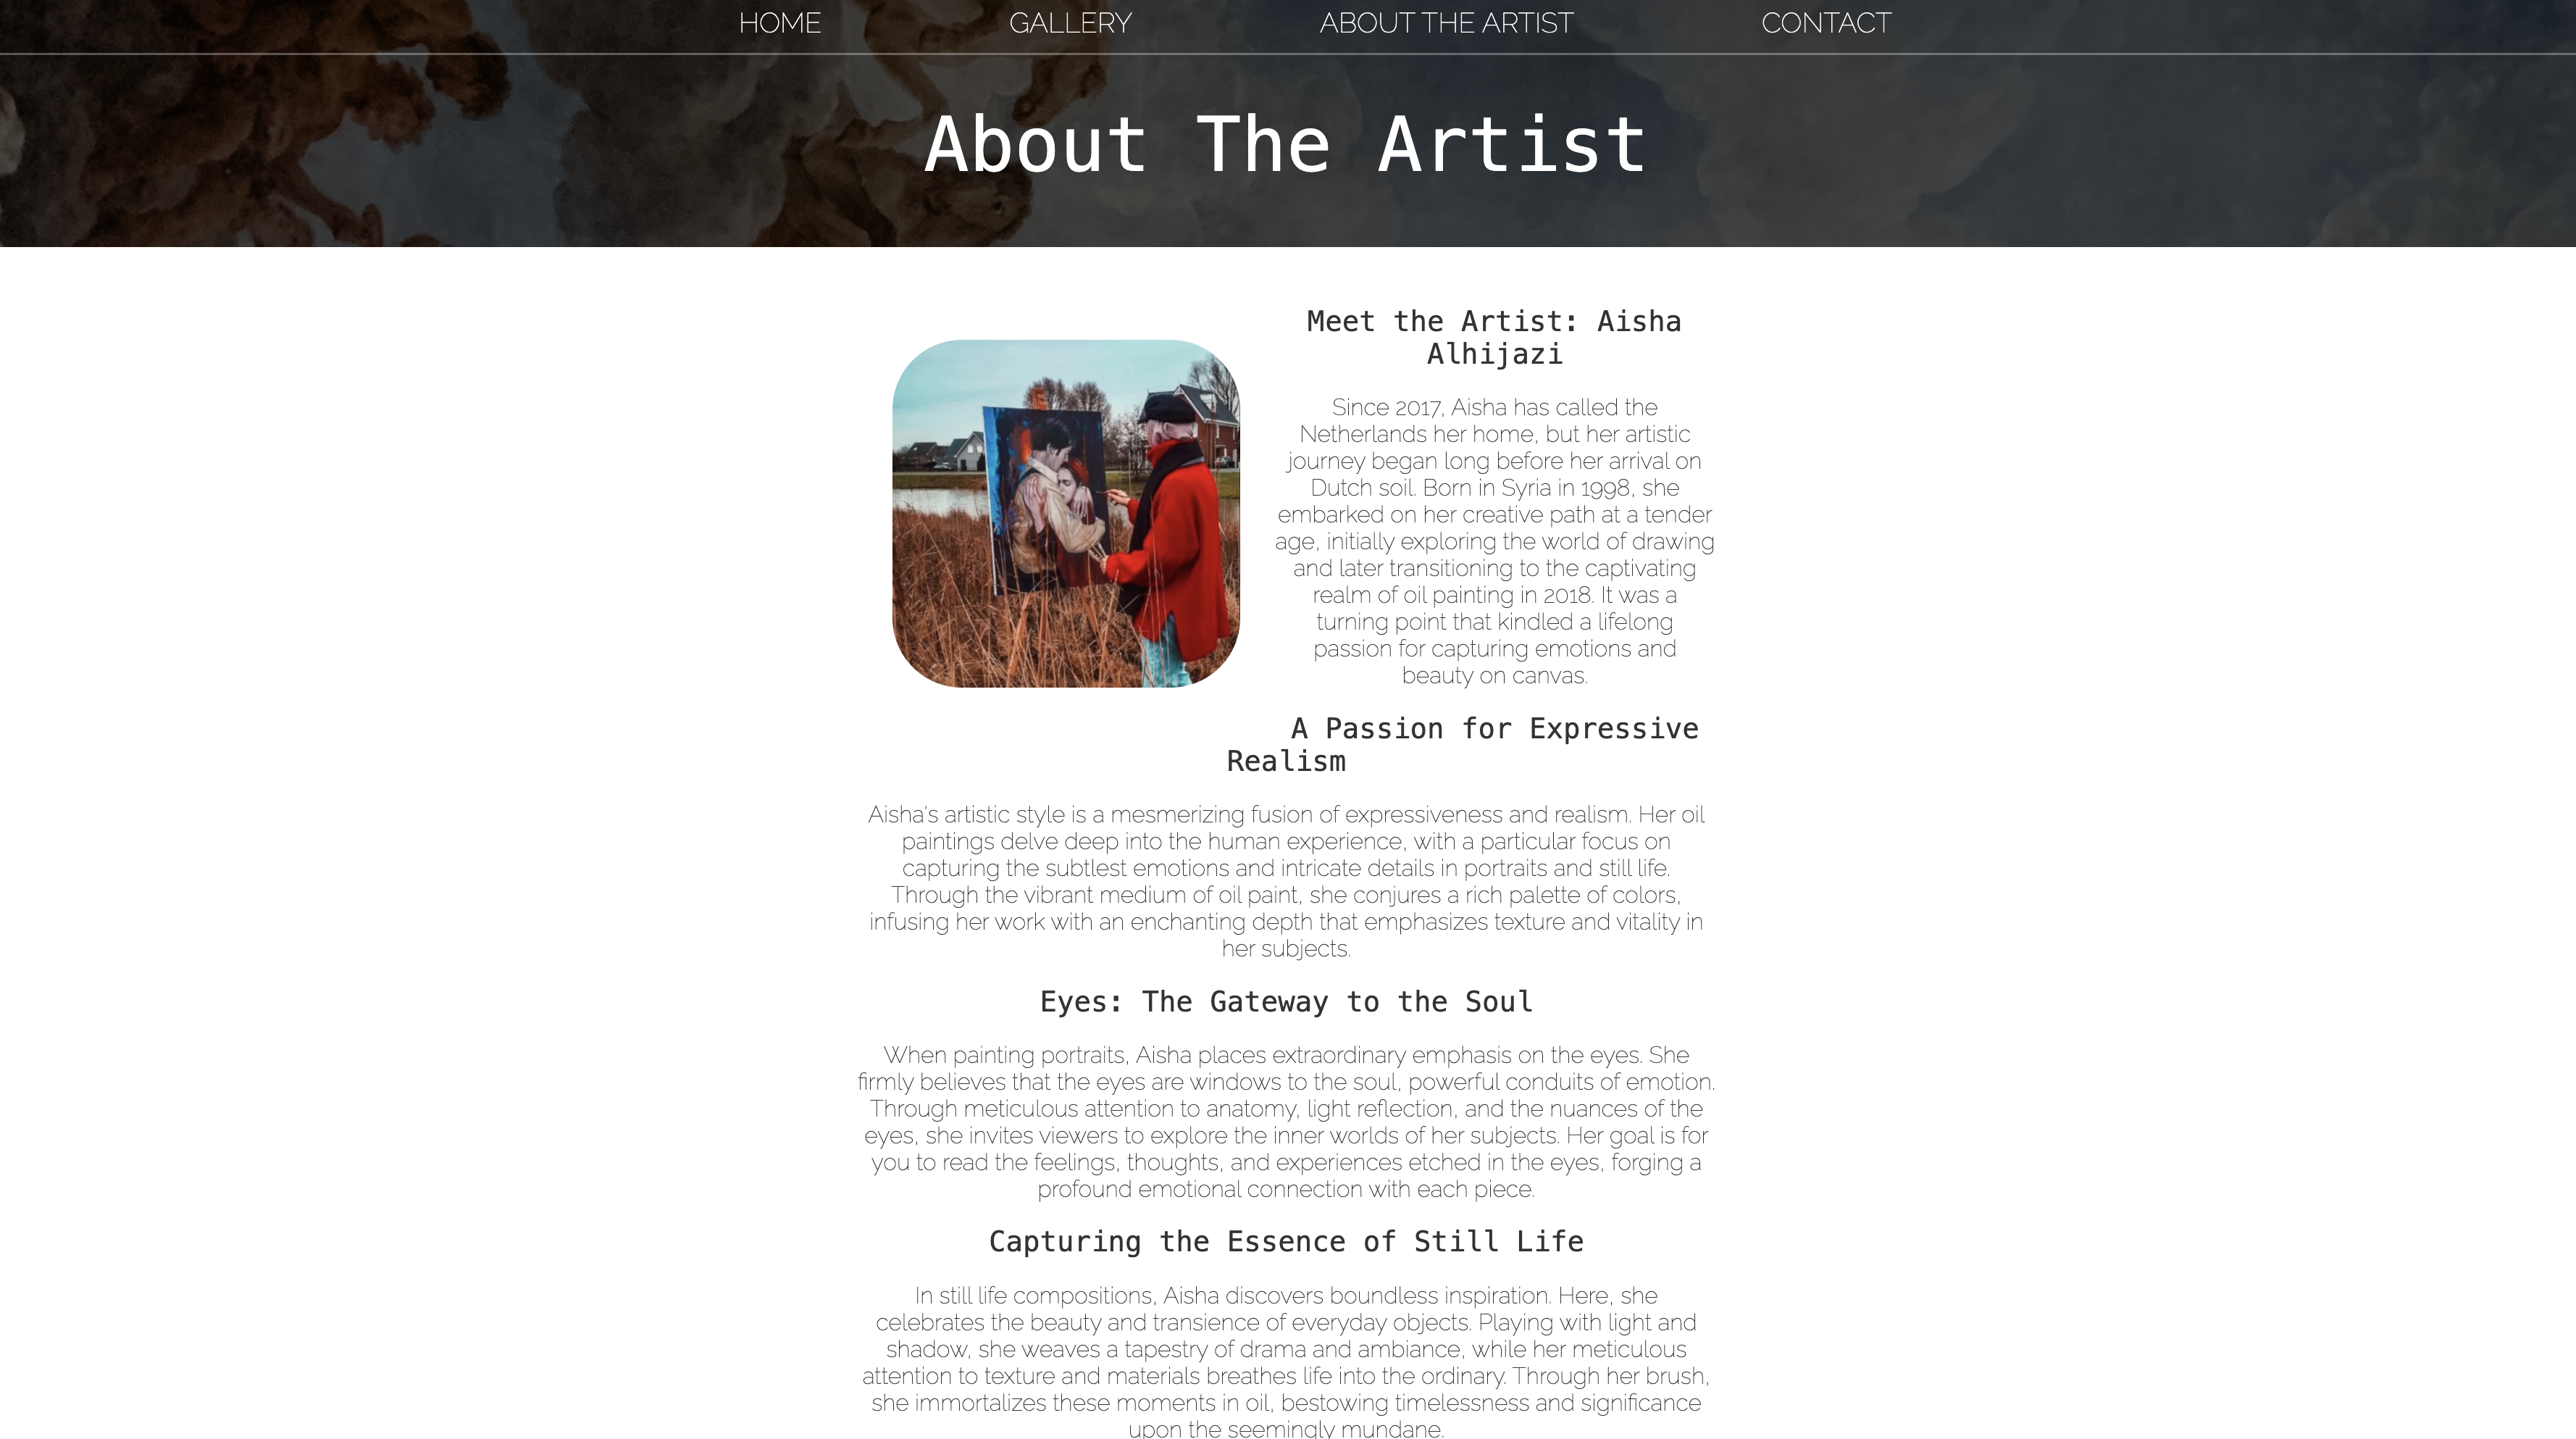 HOME GALLERY ABOUT THE ARTIST CONTACT
About The Artist
Meet the Artist: Aisha
Alhijazi
Since 2017, Aisha has called the
Netherlands her home, but her artistic
journey began long before her arrival on
Dutch soil. Born in Syria in 1998, she
embarked on her creative path at a tender
age, initially exploring the world of drawing
and later transitioning to the captivating
realm of oil painting in 2018. It was a
turning point that kindled a lifelong
passion for capturing emotions and
beauty on canvas.
A Passion for Expressive
Realism
Aisha's artistic style is a mesmerizing fusion of expressiveness and realism. Her oil
paintings delve deep into the human experience, with a particular focus on
capturing the subtlest emotions and intricate details in portraits and still life.
Through the vibrant medium of oil paint, she conjures a rich palette of colors,
infusing her work with an enchanting depth that emphasizes texture and vitality in
her subjects.
Eyes: The Gateway to the Soul
When painting portraits, Aisha places extraordinary emphasis on the eyes. She
firmly believes that the eyes are windows to the soul, powerful conduits of emotion.
Through meticulous attention to anatomy, light reflection, and the nuances of the
eyes, she invites viewers to explore the inner worlds of her subjects. Her goal is for
you to read the feelings, thoughts, and experiences etched in the eyes, forging a
profound emotional connection with each piece.
Capturing the Essence of Still Life
In still life compositions, Aisha discovers boundless inspiration. Here, she
celebrates the beauty and transience of everyday objects. Playing with light and
shadow, she weaves a tapestry of drama and ambiance, while her meticulous
attention to texture and materials breathes life into the ordinary. Through her brush,
she immortalizes these moments in oil, bestowing timelessness and significance
upon the seemingly mundane.